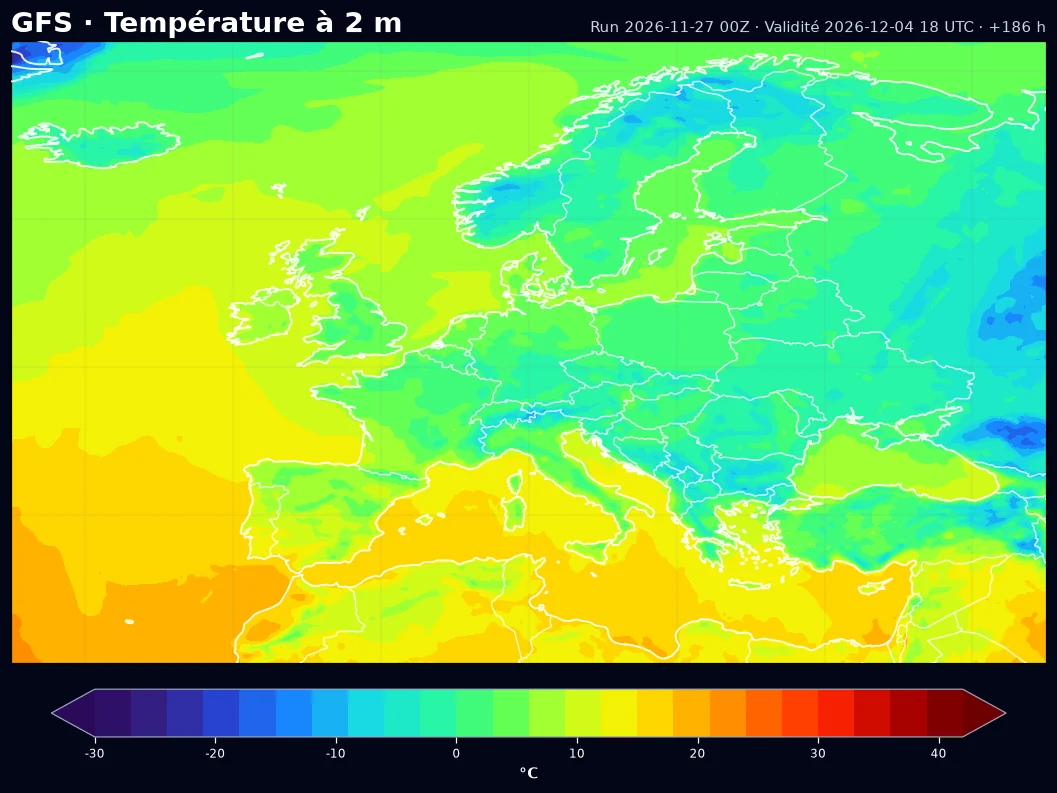 GFS · Température à 2 m
Run 2026-11-27 00Z · Validité 2026-12-04 18 UTC · +186 h
-30 -20 -10 0 10 20 30 40
°C